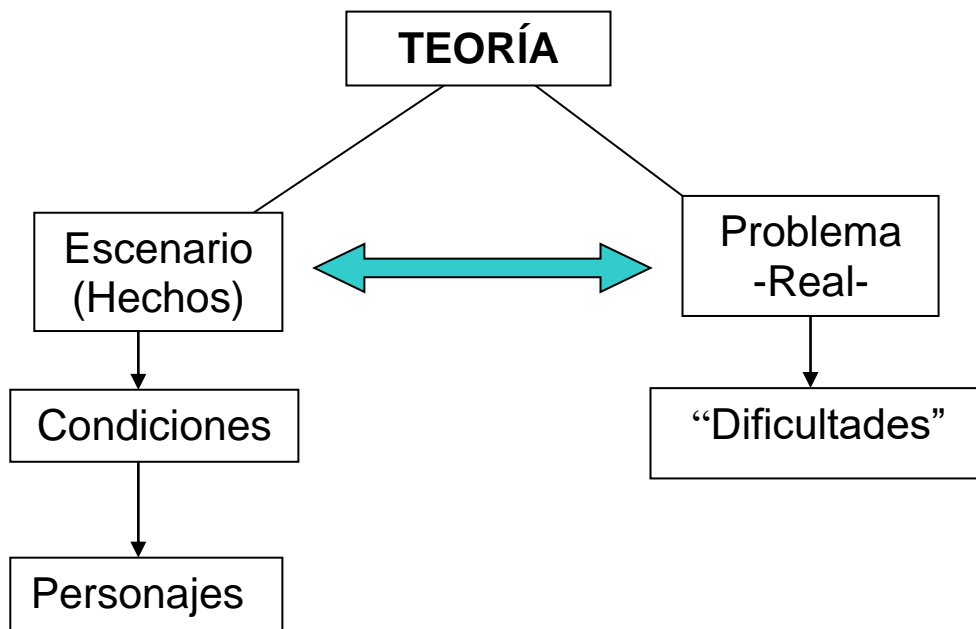 TEORÍA
Escenario
(Hechos)
Problema
-Real-
Condiciones
“Dificultades”
Personajes